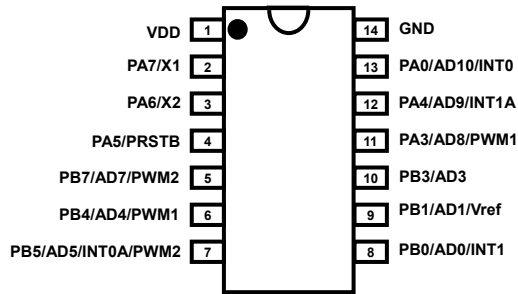 VDD 1 14 GND
PA7/X1 2 13 PA0/AD10/INT0
PA6/X2 3 12 PA4/AD9/INT1A
PA5/PRSTB 4 11 PA3/AD8/PWM1
PB7/AD7/PWM2 5 10 PB3/AD3
PB4/AD4/PWM1 6 9 PB1/AD1/Vref
PB5/AD5/INT0A/PWM2 7 8 PB0/AD0/INT1